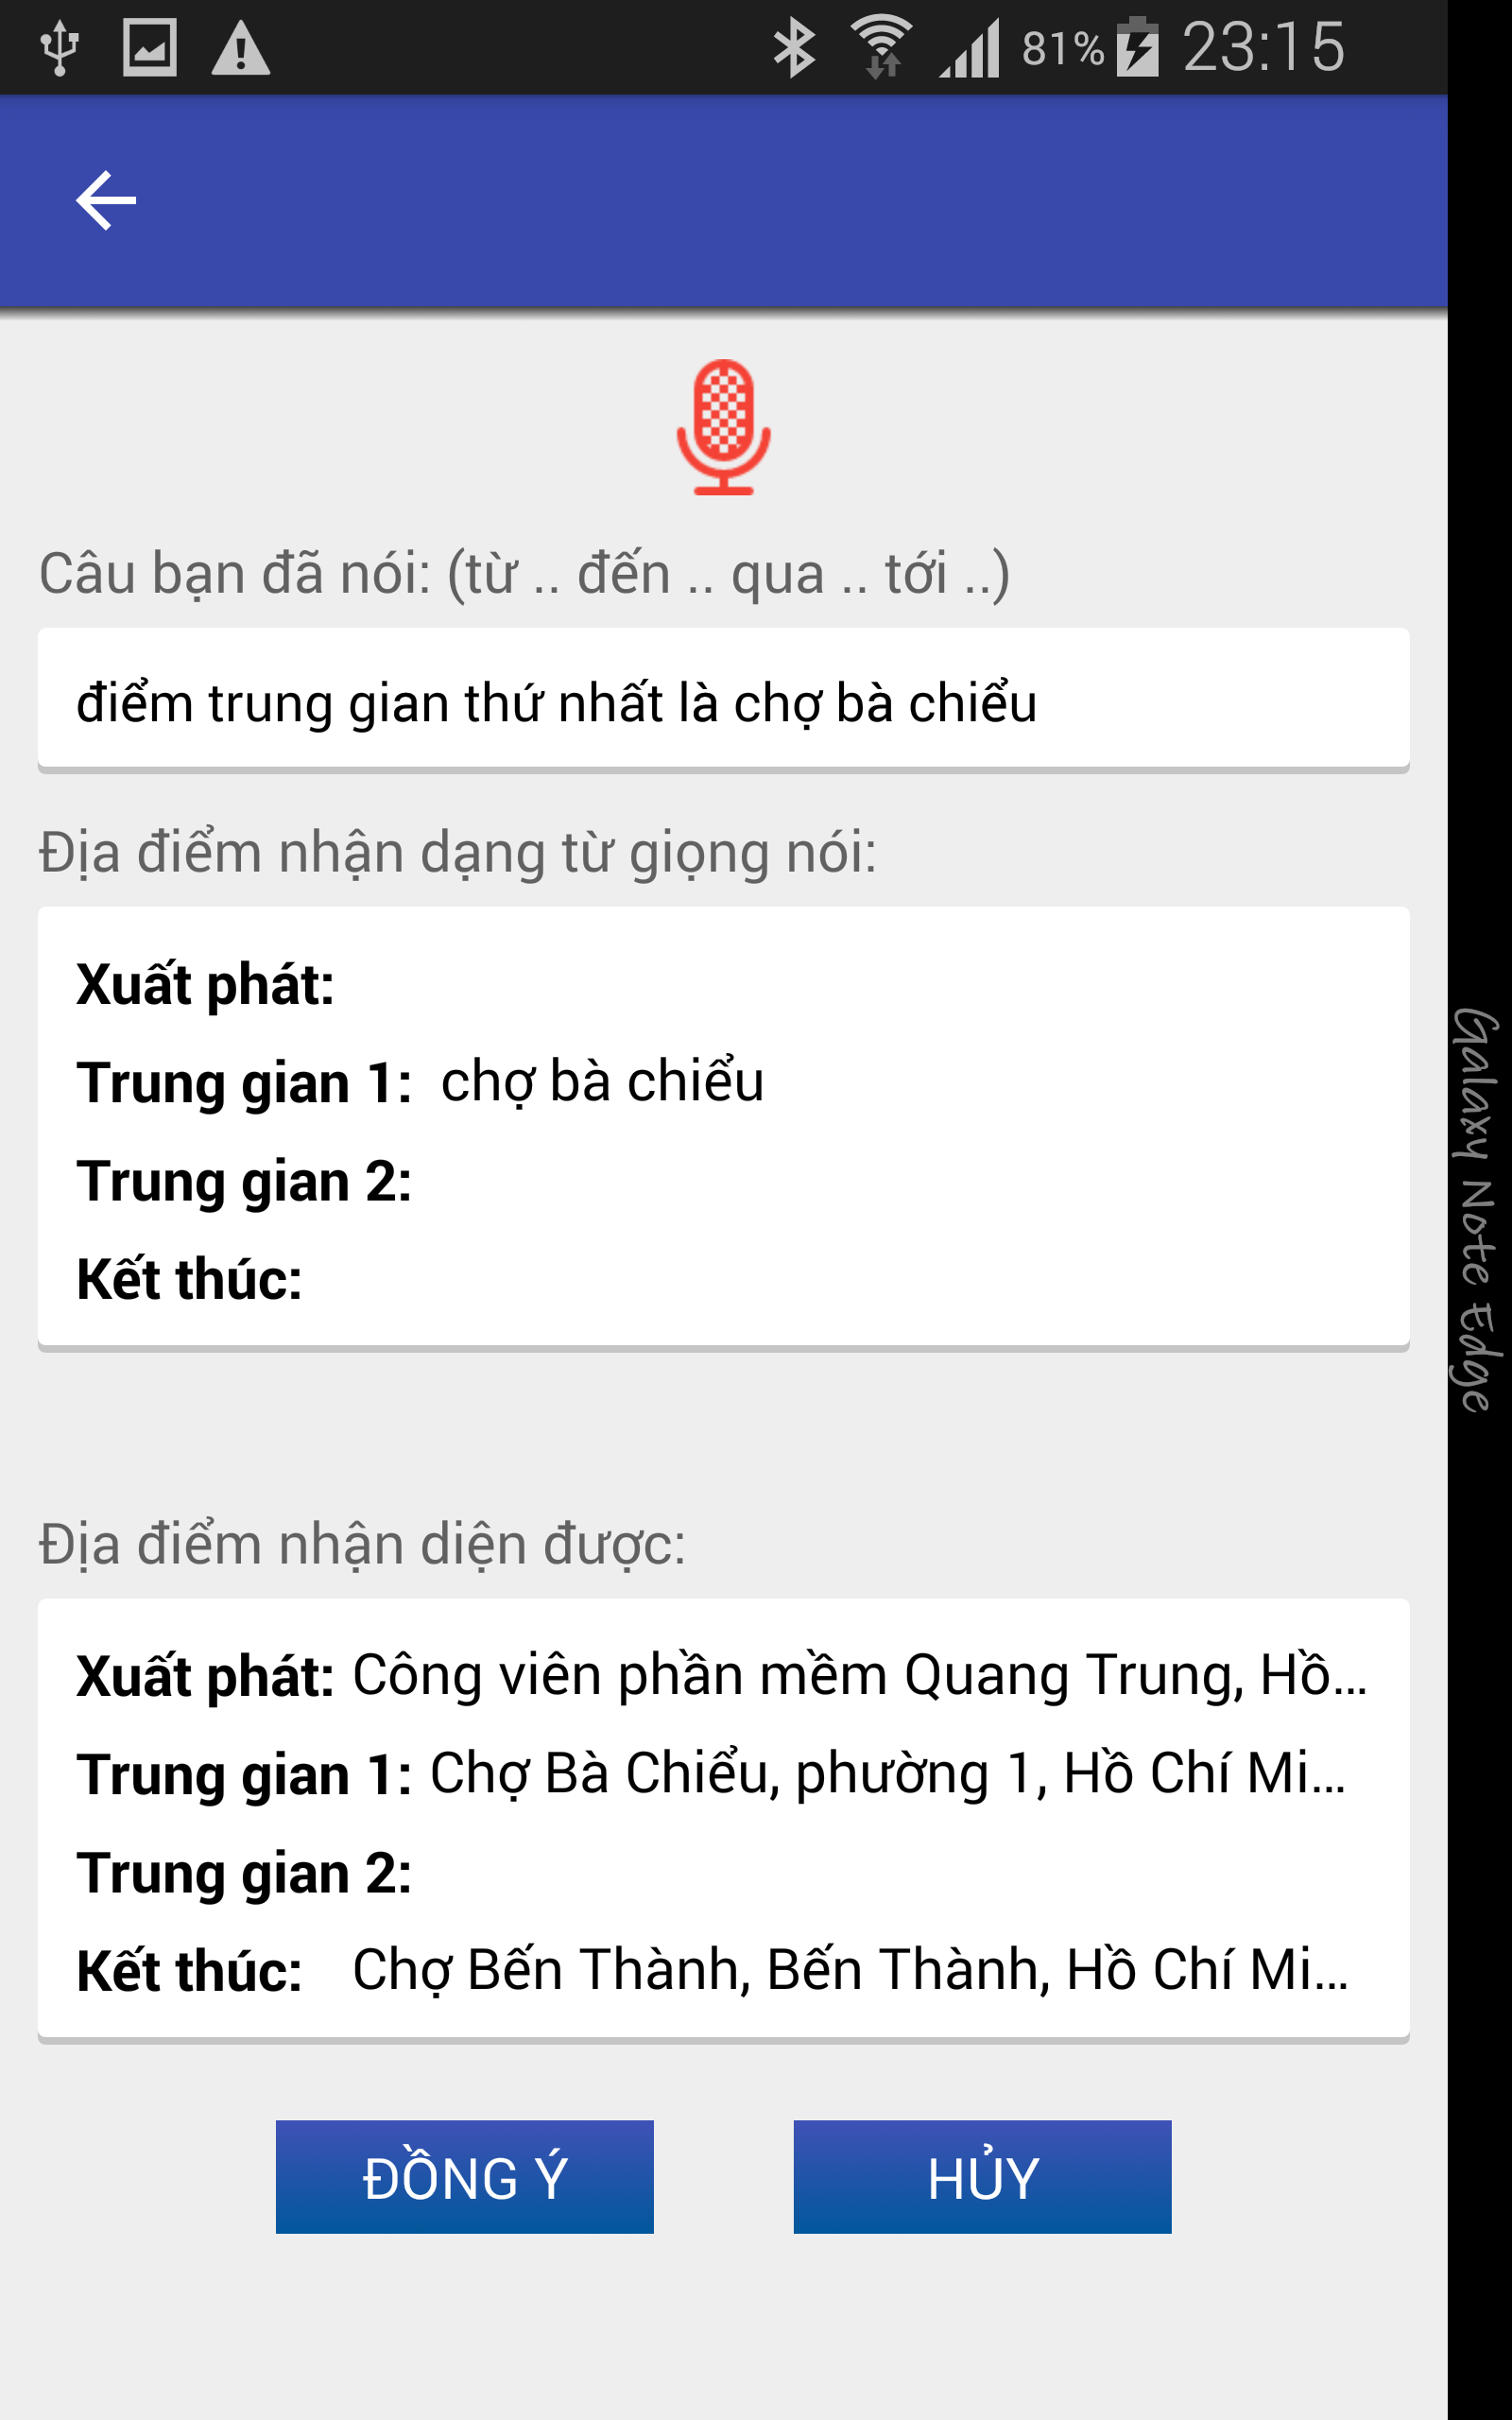 81% 23:15
Câu bạn đã nói: (từ .. đến .. qua .. tới ..)
điểm trung gian thứ nhất là chợ bà chiểu
Địa điểm nhận dạng từ giọng nói:
Xuất phát:
Trung gian 1: chợ bà chiểu
Trung gian 2:
Kết thúc:
Địa điểm nhận diện được:
Xuất phát: Công viên phần mềm Quang Trung, Hồ...
Trung gian 1: Chợ Bà Chiểu, phường 1, Hồ Chí Mi...
Trung gian 2:
Kết thúc: Chợ Bến Thành, Bến Thành, Hồ Chí Mi...
ĐỒNG Ý HỦY
Galaxy Note Edge